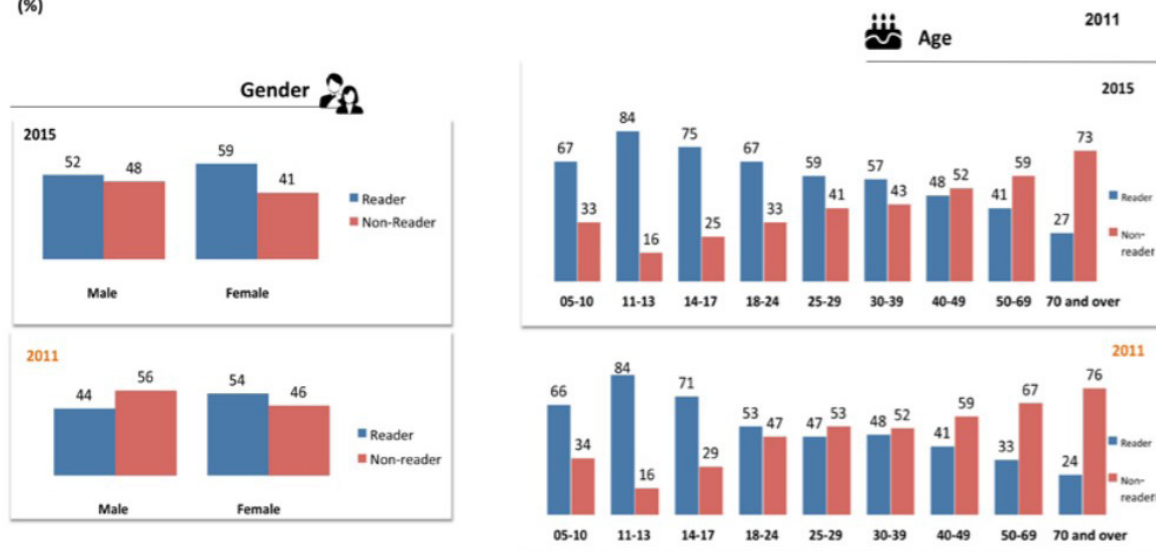 (%)
Gender
2015
52 48 59 41
Reader
Non-Reader
Male Female
2011
44 56 54 46
Reader
Non-reader
Male Female
2011
Age
2015
67 33 84 16 75 25 67 33 59 41 57 43 48 52 41 59 27 73
Reader
Non-
reader
05-10 11-13 14-17 18-24 25-29 30-39 40-49 50-69 70 and over
2011
66 34 84 16 71 29 53 47 47 53 48 52 41 59 33 67 24 76
Reader
Non-
reader
05-10 11-13 14-17 18-24 25-29 30-39 40-49 50-69 70 and over